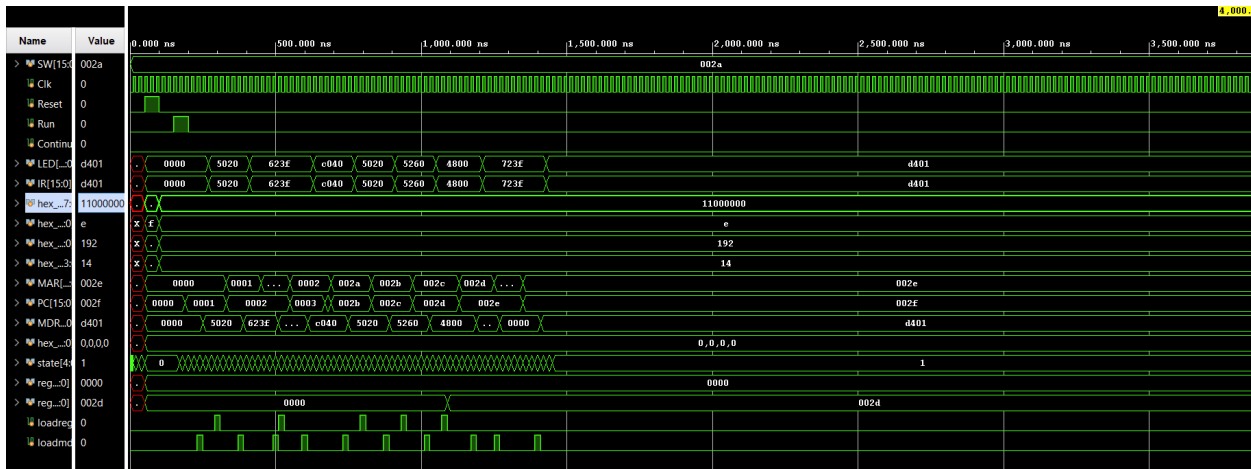 4,000.
Name Value 0.000 ns 500.000 ns 1,000.000 ns 1,500.000 ns 2,000.000 ns 2,500.000 ns 3,000.000 ns 3,500.000 ns
SW[15:0 002a 002a
Clk 0
Reset 0
Run 0
Continu 0
LED[...:0 d401 . 0000 5020 623f c040 5020 5260 4800 723f d401
IR[15:0] d401 . 0000 5020 623f c040 5020 5260 4800 723f d401
hex_...7: 11000000 . . 11000000
hex_...:0 e x f e
hex_...:0 192 x . 192
hex_...3: 14 x . 14
MAR[... 002e . 0000 0001 ... 0002 002a 002b 002c 002d ... 002e
PC[15:0 002f . 0000 0001 0002 0003 002b 002c 002d 002e 002f
MDR...0 d401 . 0000 5020 623f ... c040 5020 5260 4800 .. 0000 d401
hex_...:0 0,0,0,0 . 0,0,0,0
state[4: 1 0 1
reg...:0] 0000 . 0000
reg...:0] 002d . 0000 002d
loadreg 0
loadmd 0